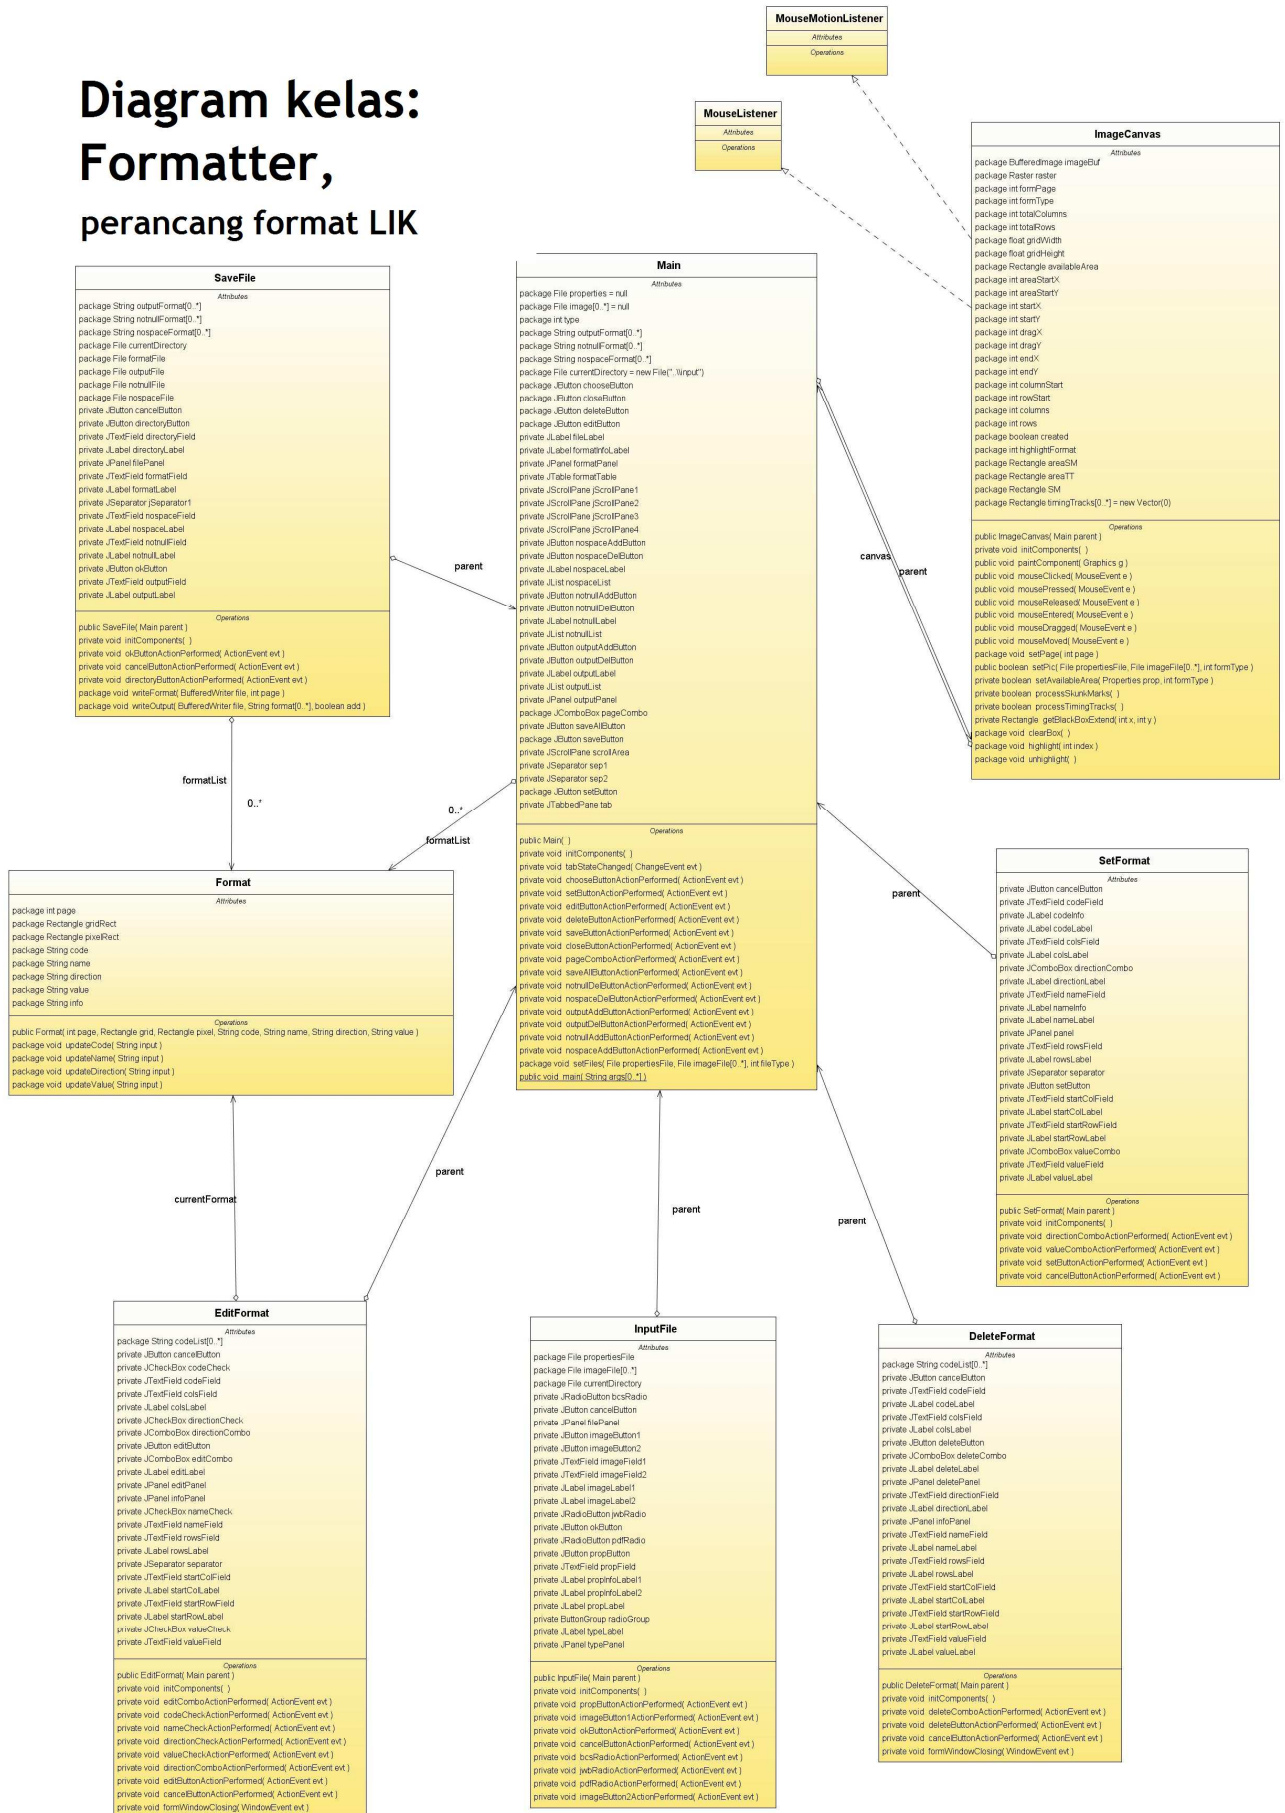 Diagram kelas:
Formatter,
perancang format LIK
MouseMotionListener
Attributes
Operations
MouseListener
Attributes
Operations
ImageCanvas
Attributes
package BufferedImage imageBuf
package Raster raster
package int formPage
package int formType
package int totalColumns
package int totalRows
package float gridWidth
package float gridHeight
package Rectangle availableArea
package int areaStartX
package int areaStartY
package int startX
package int startY
package int dragX
package int dragY
package int endX
package int endY
package int columnStart
package int rowStart
package int columns
package int rows
package boolean created
package int highlightFormat
package Rectangle areaSM
package Rectangle areaTT
package Rectangle SM
package Rectangle timingTracks[0..*] = new Vector(0)
Operations
public ImageCanvas( Main parent )
private void initComponents( )
public void paintComponent( Graphics g )
public void mouseClicked( MouseEvent e )
public void mousePressed( MouseEvent e )
public void mouseReleased( MouseEvent e )
public void mouseEntered( MouseEvent e )
public void mouseDragged( MouseEvent e )
public void mouseMoved( MouseEvent e )
package void setPage( int page )
public boolean setPic( File propertiesFile, File imageFile[0..*], int formType )
private boolean setAvailableArea( Properties prop, int formType )
private boolean processSkunkMarks( )
private boolean processTimingTracks( )
private Rectangle getBlackBoxExtend( int x, int y )
package void clearBox( )
package void highlight( int index )
package void unhighlight( )
SaveFile
Attributes
package String outputFormat[0..*]
package String notnullFormat[0..*]
package String nospaceFormat[0..*]
package File currentDirectory
package File formatFile
package File outputFile
package File notnullFile
package File nospaceFile
private JButton cancelButton
private JButton directoryButton
private JTextField directoryField
private JLabel directoryLabel
private JPanel filePanel
private JTextField formatField
private JLabel formatLabel
private JSeparator jSeparator1
private JTextField nospaceField
private JLabel nospaceLabel
private JTextField notnullField
private JLabel notnullLabel
private JButton okButton
private JTextField outputField
private JLabel outputLabel
Operations
public SaveFile( Main parent )
private void initComponents( )
private void okButtonActionPerformed( ActionEvent evt )
private void cancelButtonActionPerformed( ActionEvent evt )
private void directoryButtonActionPerformed( ActionEvent evt )
package void writeFormat( BufferedWriter file, int page )
package void writeOutput( BufferedWriter file, String format[0..*], boolean add )
Main
Attributes
package File properties = null
package File image[0..*] = null
package int type
package String outputFormat[0..*]
package String notnullFormat[0..*]
package String nospaceFormat[0..*]
package File currentDirectory = new File("..\\input")
package JButton chooseButton
package JButton closeButton
package JButton deleteButton
package JButton editButton
private JLabel fileLabel
private JLabel formatInfoLabel
private JPanel formatPanel
private JTable formatTable
private JScrollPane jScrollPane1
private JScrollPane jScrollPane2
private JScrollPane jScrollPane3
private JScrollPane jScrollPane4
private JButton nospaceAddButton
private JButton nospaceDelButton
private JLabel nospaceLabel
private JList nospaceList
private JButton notnullAddButton
private JButton notnullDelButton
private JLabel notnullLabel
private JList notnullList
private JButton outputAddButton
private JButton outputDelButton
private JLabel outputLabel
private JList outputList
private JPanel outputPanel
package JComboBox pageCombo
private JButton saveAllButton
package JButton saveButton
private JScrollPane scrollArea
private JSeparator sep1
private JSeparator sep2
package JButton setButton
private JTabbedPane tab
Operations
public Main( )
private void initComponents( )
private void tabStateChanged( ChangeEvent evt )
private void chooseButtonActionPerformed( ActionEvent evt )
private void setButtonActionPerformed( ActionEvent evt )
private void editButtonActionPerformed( ActionEvent evt )
private void deleteButtonActionPerformed( ActionEvent evt )
private void saveButtonActionPerformed( ActionEvent evt )
private void closeButtonActionPerformed( ActionEvent evt )
private void pageComboActionPerformed( ActionEvent evt )
private void saveAllButtonActionPerformed( ActionEvent evt )
private void notnullDelButtonActionPerformed( ActionEvent evt )
private void nospaceDelButtonActionPerformed( ActionEvent evt )
private void outputAddButtonActionPerformed( ActionEvent evt )
private void outputDelButtonActionPerformed( ActionEvent evt )
private void notnullAddButtonActionPerformed( ActionEvent evt )
private void nospaceAddButtonActionPerformed( ActionEvent evt )
package void setFiles( File propertiesFile, File imageFile[0..*], int fileType )
public void main( String args[0..*] )
parent
canvas
parent
formatList
0..*
0..*
formatList
parent
Format
Attributes
package int page
package Rectangle gridRect
package Rectangle pixelRect
package String code
package String name
package String direction
package String value
package String info
Operations
public Format( int page, Rectangle grid, Rectangle pixel, String code, String name, String direction, String value )
package void updateCode( String input )
package void updateName( String input )
package void updateDirection( String input )
package void updateValue( String input )
SetFormat
Attributes
private JButton cancelButton
private JTextField codeField
private JLabel codeInfo
private JLabel codeLabel
private JTextField colsField
private JLabel colsLabel
private JComboBox directionCombo
private JLabel directionLabel
private JTextField nameField
private JLabel nameInfo
private JLabel nameLabel
private JPanel panel
private JTextField rowsField
private JLabel rowsLabel
private JSeparator separator
private JButton setButton
private JTextField startColField
private JLabel startColLabel
private JTextField startRowField
private JLabel startRowLabel
private JComboBox valueCombo
private JTextField valueField
private JLabel valueLabel
Operations
public SetFormat( Main parent )
private void initComponents( )
private void directionComboActionPerformed( ActionEvent evt )
private void valueComboActionPerformed( ActionEvent evt )
private void setButtonActionPerformed( ActionEvent evt )
private void cancelButtonActionPerformed( ActionEvent evt )
currentFormat
parent
parent
parent
EditFormat
Attributes
package String codeList[0..*]
private JButton cancelButton
private JCheckBox codeCheck
private JTextField codeField
private JTextField colsField
private JLabel colsLabel
private JCheckBox directionCheck
private JComboBox directionCombo
private JButton editButton
private JComboBox editCombo
private JLabel editLabel
private JPanel editPanel
private JPanel infoPanel
private JCheckBox nameCheck
private JTextField nameField
private JTextField rowsField
private JLabel rowsLabel
private JSeparator separator
private JTextField startColField
private JLabel startColLabel
private JTextField startRowField
private JLabel startRowLabel
private JCheckBox valueCheck
private JTextField valueField
Operations
public EditFormat( Main parent )
private void initComponents( )
private void editComboActionPerformed( ActionEvent evt )
private void codeCheckActionPerformed( ActionEvent evt )
private void nameCheckActionPerformed( ActionEvent evt )
private void directionCheckActionPerformed( ActionEvent evt )
private void valueCheckActionPerformed( ActionEvent evt )
private void directionComboActionPerformed( ActionEvent evt )
private void editButtonActionPerformed( ActionEvent evt )
private void cancelButtonActionPerformed( ActionEvent evt )
private void formWindowClosing( WindowEvent evt )
InputFile
Attributes
package File propertiesFile
package File imageFile[0..*]
package File currentDirectory
private JRadioButton bcsRadio
private JButton cancelButton
private JPanel filePanel
private JButton imageButton1
private JButton imageButton2
private JTextField imageField1
private JTextField imageField2
private JLabel imageLabel1
private JLabel imageLabel2
private JRadioButton jwbRadio
private JButton okButton
private JRadioButton pdfRadio
private JButton propButton
private JTextField propField
private JLabel propInfoLabel1
private JLabel propInfoLabel2
private JLabel propLabel
private ButtonGroup radioGroup
private JLabel typeLabel
private JPanel typePanel
Operations
public InputFile( Main parent )
private void initComponents( )
private void propButtonActionPerformed( ActionEvent evt )
private void imageButton1ActionPerformed( ActionEvent evt )
private void okButtonActionPerformed( ActionEvent evt )
private void cancelButtonActionPerformed( ActionEvent evt )
private void bcsRadioActionPerformed( ActionEvent evt )
private void jwbRadioActionPerformed( ActionEvent evt )
private void pdfRadioActionPerformed( ActionEvent evt )
private void imageButton2ActionPerformed( ActionEvent evt )
DeleteFormat
Attributes
package String codeList[0..*]
private JButton cancelButton
private JTextField codeField
private JLabel codeLabel
private JTextField colsField
private JLabel colsLabel
private JButton deleteButton
private JComboBox deleteCombo
private JLabel deleteLabel
private JPanel deletePanel
private JTextField directionField
private JLabel directionLabel
private JPanel infoPanel
private JTextField nameField
private JLabel nameLabel
private JTextField rowsField
private JLabel rowsLabel
private JTextField startColField
private JLabel startColLabel
private JTextField startRowField
private JLabel startRowLabel
private JTextField valueField
private JLabel valueLabel
Operations
public DeleteFormat( Main parent )
private void initComponents( )
private void deleteComboActionPerformed( ActionEvent evt )
private void deleteButtonActionPerformed( ActionEvent evt )
private void cancelButtonActionPerformed( ActionEvent evt )
private void formWindowClosing( WindowEvent evt )